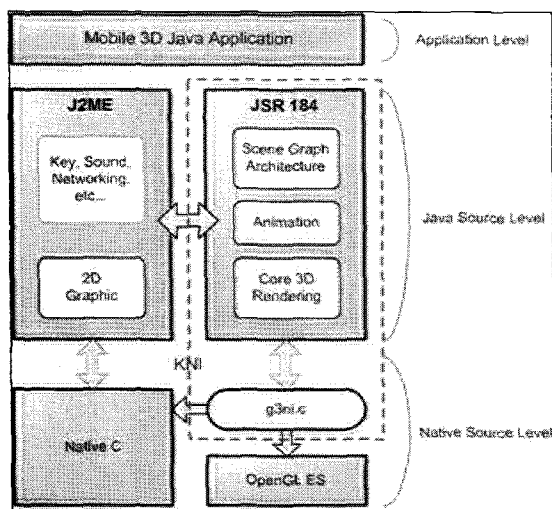 Mobile 3D Java Application
Application Level
J2ME
JSR 184
Key, Sound,
Networking,
etc...
Scene Graph
Architecture
Animation
Java Source Level
2D
Graphic
Core 3D
Rendering
KNI
g3ni.c
Native C
Native Source Level
OpenGL ES